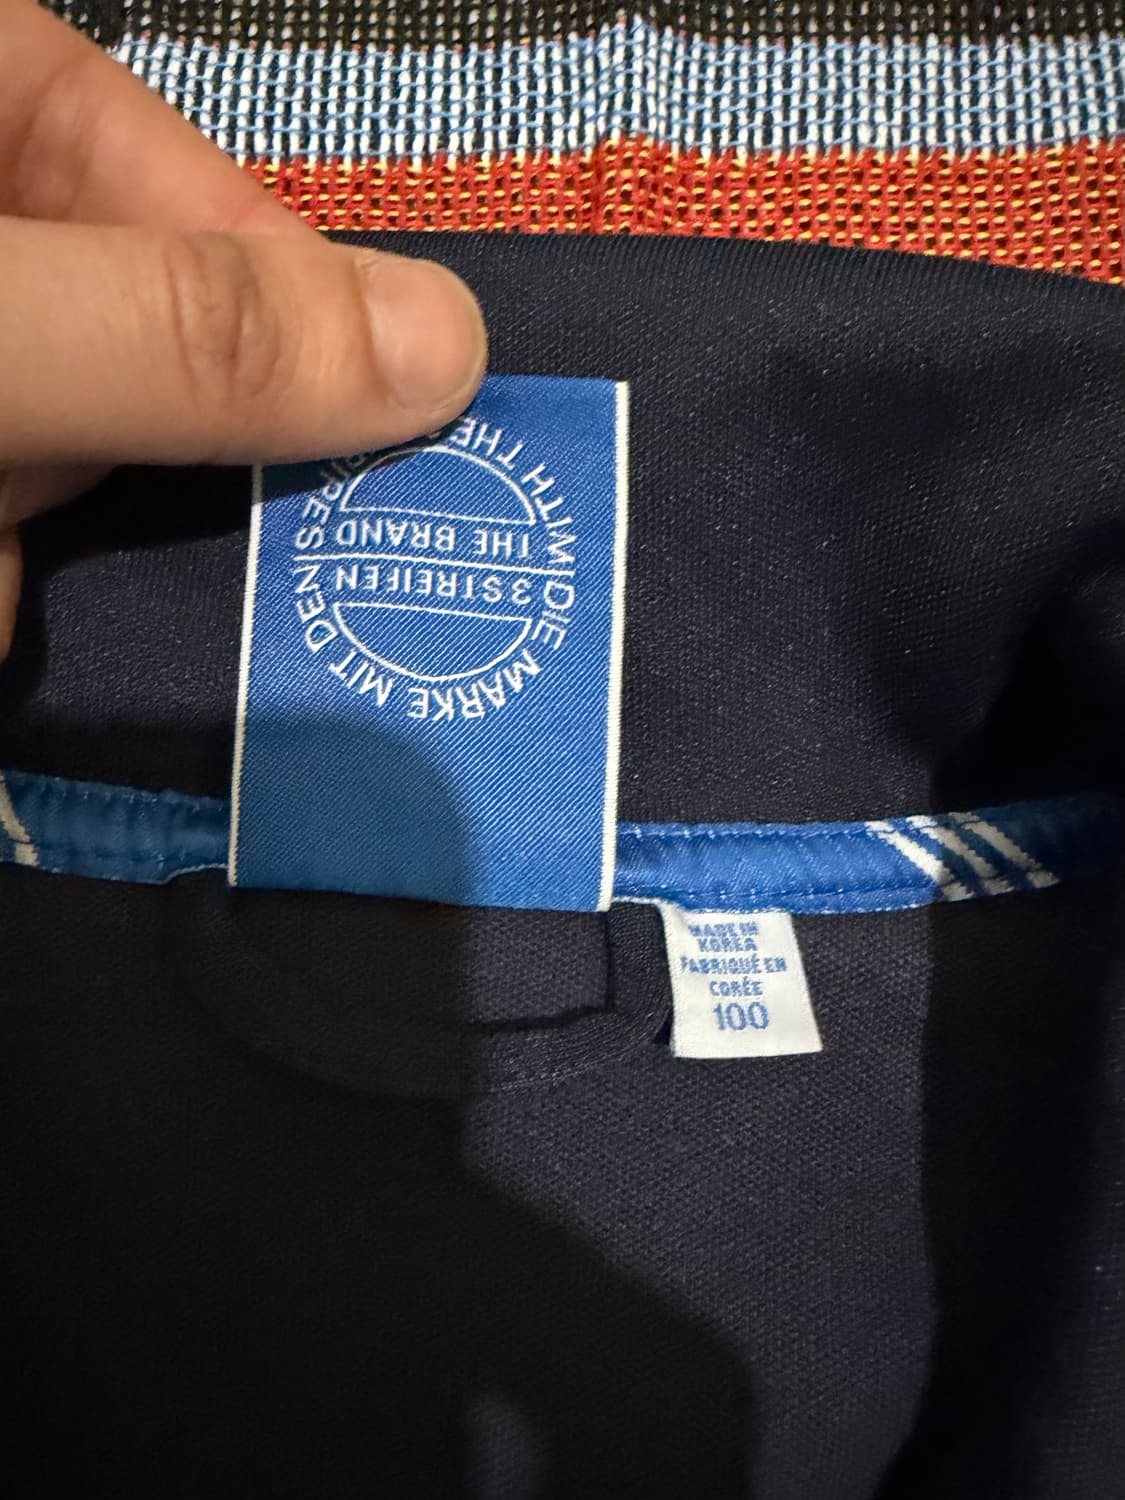 DIE MARKE MIT DEN
3STREIFEN
THE BRAND
WITH THE
MADE IN
KOREA
FABRIQUÉ EN
CORÉE
100